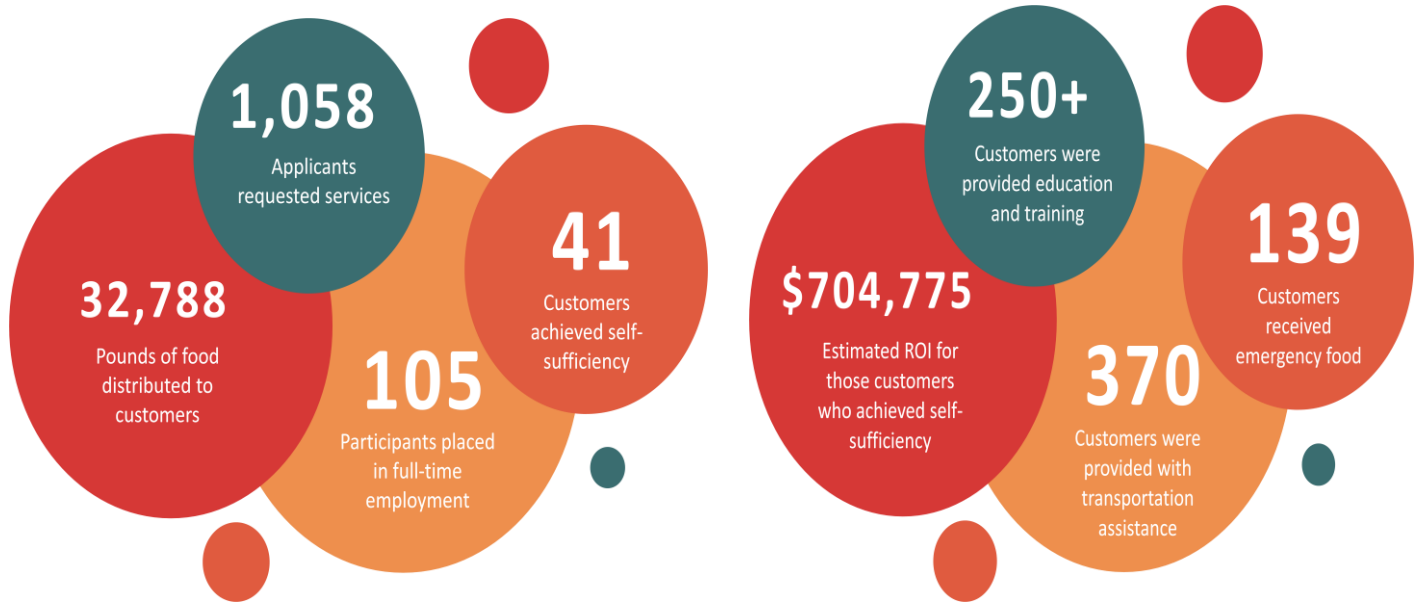 1,058
Applicants
requested services
32,788
Pounds of food
distributed to
customers
105
Participants placed
in full-time
employment
41
Customers
achieved self-
sufficiency
250+
Customers were
provided education
and training
$704,775
Estimated ROI for
those customers
who achieved self-
sufficiency
370
Customers were
provided with
transportation
assistance
139
Customers
received
emergency food